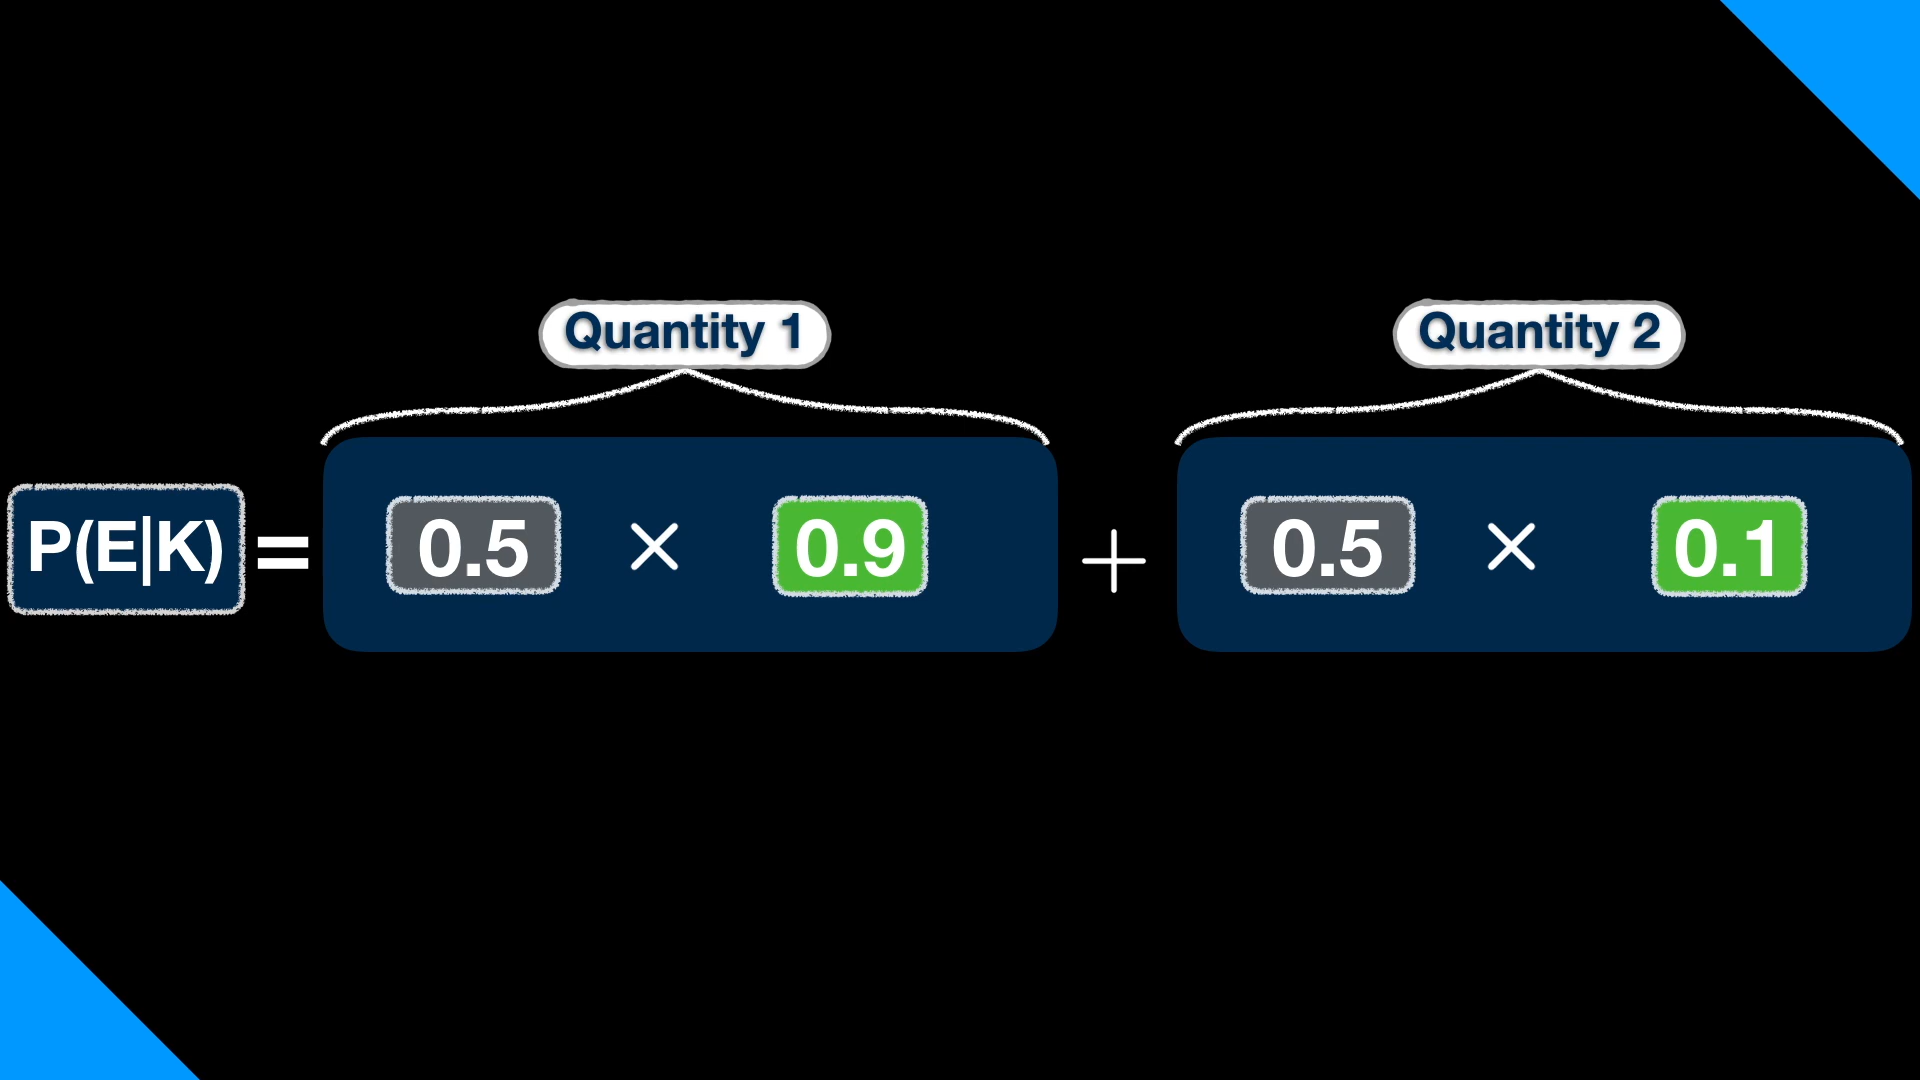 Quantity 1
Quantity 2
P(E|K) = 0.5 × 0.9 + 0.5 × 0.1